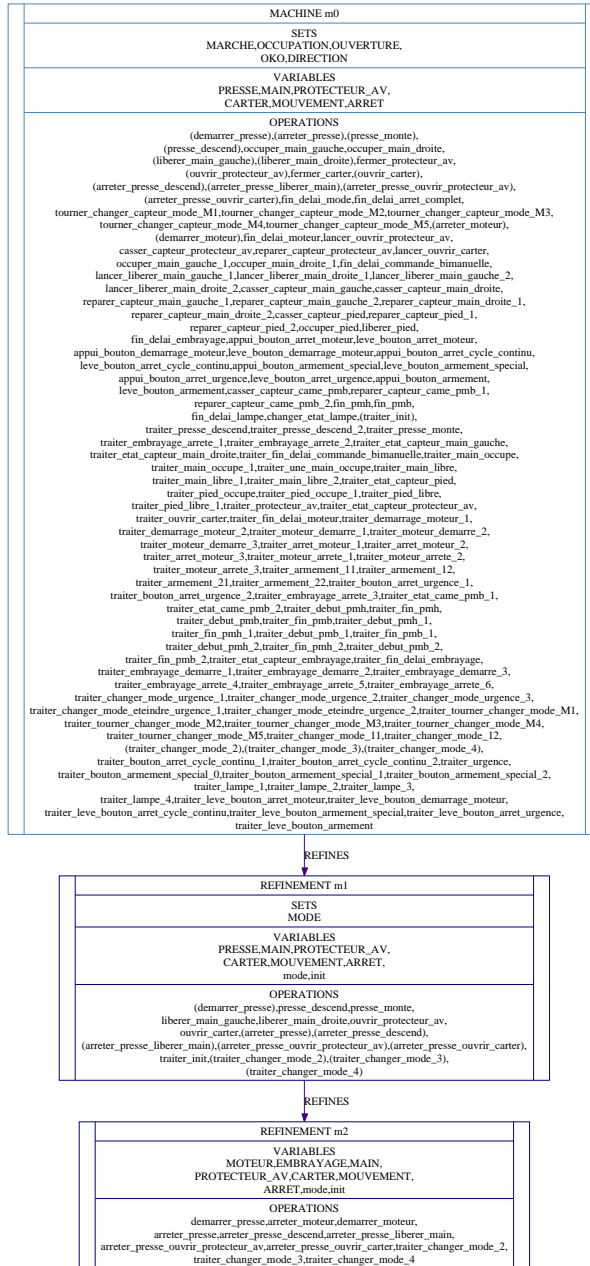 MACHINE m0
SETS
MARCHE,OCCUPATION,OUVERTURE,
OKO,DIRECTION
VARIABLES
PRESSE,MAIN,PROTECTEUR_AV,
CARTER,MOUVEMENT,ARRET
OPERATIONS
(demarrer_presse),(arreter_presse),(presse_monte),
(presse_descend),occuper_main_gauche,occuper_main_droite,
(liberer_main_gauche),(liberer_main_droite),fermer_protecteur_av,
(ouvrir_protecteur_av),fermer_carter,(ouvrir_carter),
(arreter_presse_descend),(arreter_presse_liberer_main),(arreter_presse_ouvrir_protecteur_av),
(arreter_presse_ouvrir_carter),fin_delai_mode,fin_delai_arret_complet,
tourner_changer_capteur_mode_M1,tourner_changer_capteur_mode_M2,tourner_changer_capteur_mode_M3,
tourner_changer_capteur_mode_M4,tourner_changer_capteur_mode_M5,(arreter_moteur),
(demarrer_moteur),fin_delai_moteur,lancer_ouvrir_protecteur_av,
casser_capteur_protecteur_av,reparer_capteur_protecteur_av,lancer_ouvrir_carter,
occuper_main_gauche_1,occuper_main_droite_1,fin_delai_commande_bimanuelle,
lancer_liberer_main_gauche_1,lancer_liberer_main_droite_1,lancer_liberer_main_gauche_2,
lancer_liberer_main_droite_2,casser_capteur_main_gauche,casser_capteur_main_droite,
reparer_capteur_main_gauche_1,reparer_capteur_main_gauche_2,reparer_capteur_main_droite_1,
reparer_capteur_main_droite_2,casser_capteur_pied,reparer_capteur_pied_1,
reparer_capteur_pied_2,occuper_pied,liberer_pied,
fin_delai_embrayage,appui_bouton_arret_moteur,leve_bouton_arret_moteur,
appui_bouton_demarrage_moteur,leve_bouton_demarrage_moteur,appui_bouton_arret_cycle_continu,
leve_bouton_arret_cycle_continu,appui_bouton_armement_special,leve_bouton_armement_special,
appui_bouton_arret_urgence,leve_bouton_arret_urgence,appui_bouton_armement,
leve_bouton_armement,casser_capteur_came_pmb,reparer_capteur_came_pmb_1,
reparer_capteur_came_pmb_2,fin_pmh,fin_pmb,
fin_delai_lampe,changer_etat_lampe,(traiter_init),
traiter_presse_descend,traiter_presse_descend_2,traiter_presse_monte,
traiter_embrayage_arrete_1,traiter_embrayage_arrete_2,traiter_etat_capteur_main_gauche,
traiter_etat_capteur_main_droite,traiter_fin_delai_commande_bimanuelle,traiter_main_occupe,
traiter_main_occupe_1,traiter_une_main_occupe,traiter_main_libre,
traiter_main_libre_1,traiter_main_libre_2,traiter_etat_capteur_pied,
traiter_pied_occupe,traiter_pied_occupe_1,traiter_pied_libre,
traiter_pied_libre_1,traiter_protecteur_av,traiter_etat_capteur_protecteur_av,
traiter_ouvrir_carter,traiter_fin_delai_moteur,traiter_demarrage_moteur_1,
traiter_demarrage_moteur_2,traiter_moteur_demarre_1,traiter_moteur_demarre_2,
traiter_moteur_demarre_3,traiter_arret_moteur_1,traiter_arret_moteur_2,
traiter_arret_moteur_3,traiter_moteur_arrete_1,traiter_moteur_arrete_2,
traiter_moteur_arrete_3,traiter_armement_11,traiter_armement_12,
traiter_armement_21,traiter_armement_22,traiter_bouton_arret_urgence_1,
traiter_bouton_arret_urgence_2,traiter_embrayage_arrete_3,traiter_etat_came_pmb_1,
traiter_etat_came_pmb_2,traiter_debut_pmh,traiter_fin_pmh,
traiter_debut_pmb,traiter_fin_pmb,traiter_debut_pmh_1,
traiter_fin_pmh_1,traiter_debut_pmb_1,traiter_fin_pmb_1,
traiter_debut_pmh_2,traiter_fin_pmh_2,traiter_debut_pmb_2,
traiter_fin_pmb_2,traiter_etat_capteur_embrayage,traiter_fin_delai_embrayage,
traiter_embrayage_demarre_1,traiter_embrayage_demarre_2,traiter_embrayage_demarre_3,
traiter_embrayage_arrete_4,traiter_embrayage_arrete_5,traiter_embrayage_arrete_6,
traiter_changer_mode_urgence_1,traiter_changer_mode_urgence_2,traiter_changer_mode_urgence_3,
traiter_changer_mode_eteindre_urgence_1,traiter_changer_mode_eteindre_urgence_2,traiter_tourner_changer_mode_M1,
traiter_tourner_changer_mode_M2,traiter_tourner_changer_mode_M3,traiter_tourner_changer_mode_M4,
traiter_tourner_changer_mode_M5,traiter_changer_mode_11,traiter_changer_mode_12,
(traiter_changer_mode_2),(traiter_changer_mode_3),(traiter_changer_mode_4),
traiter_bouton_arret_cycle_continu_1,traiter_bouton_arret_cycle_continu_2,traiter_urgence,
traiter_bouton_armement_special_0,traiter_bouton_armement_special_1,traiter_bouton_armement_special_2,
traiter_lampe_1,traiter_lampe_2,traiter_lampe_3,
traiter_lampe_4,traiter_leve_bouton_arret_moteur,traiter_leve_bouton_demarrage_moteur,
traiter_leve_bouton_arret_cycle_continu,traiter_leve_bouton_armement_special,traiter_leve_bouton_arret_urgence,
traiter_leve_bouton_armement
REFINES
REFINEMENT m1
SETS
MODE
VARIABLES
PRESSE,MAIN,PROTECTEUR_AV,
CARTER,MOUVEMENT,ARRET,
mode,init
OPERATIONS
(demarrer_presse),presse_descend,presse_monte,
liberer_main_gauche,liberer_main_droite,ouvrir_protecteur_av,
ouvrir_carter,(arreter_presse),(arreter_presse_descend),
(arreter_presse_liberer_main),(arreter_presse_ouvrir_protecteur_av),(arreter_presse_ouvrir_carter),
traiter_init,(traiter_changer_mode_2),(traiter_changer_mode_3),
(traiter_changer_mode_4)
REFINES
REFINEMENT m2
VARIABLES
MOTEUR,EMBRAYAGE,MAIN,
PROTECTEUR_AV,CARTER,MOUVEMENT,
ARRET,mode,init
OPERATIONS
demarrer_presse,arreter_moteur,demarrer_moteur,
arreter_presse,arreter_presse_descend,arreter_presse_liberer_main,
arreter_presse_ouvrir_protecteur_av,arreter_presse_ouvrir_carter,traiter_changer_mode_2,
traiter_changer_mode_3,traiter_changer_mode_4